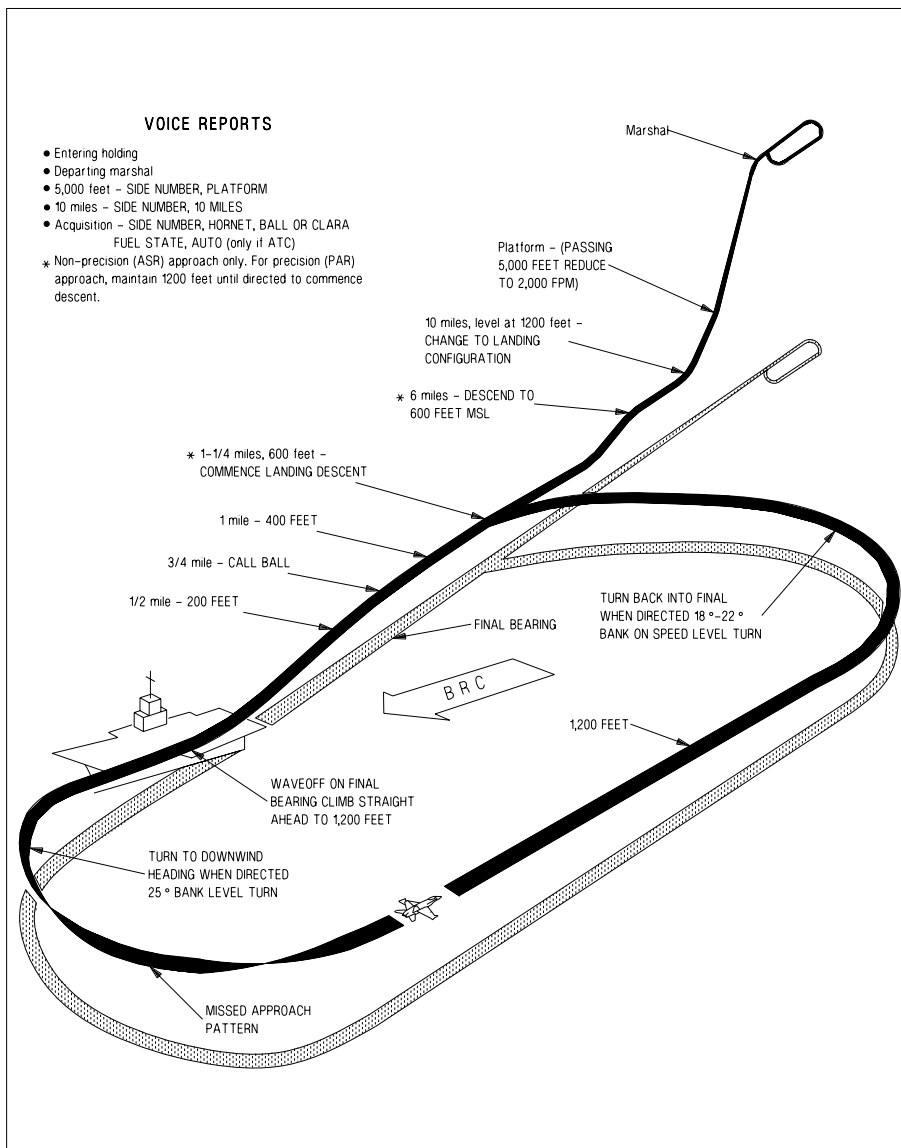 VOICE REPORTS
• Entering holding
• Departing marshal
• 5,000 feet – SIDE NUMBER, PLATFORM
• 10 miles – SIDE NUMBER, 10 MILES
• Acquisition – SIDE NUMBER, HORNET, BALL OR CLARA
FUEL STATE, AUTO (only if ATC)
* Non-precision (ASR) approach only. For precision (PAR)
approach, maintain 1200 feet until directed to commence
descent.
Marshal
Platform – (PASSING
5,000 FEET REDUCE
TO 2,000 FPM)
10 miles, level at 1200 feet –
CHANGE TO LANDING
CONFIGURATION
* 6 miles – DESCEND TO
600 FEET MSL
* 1-1/4 miles, 600 feet –
COMMENCE LANDING DESCENT
1 mile – 400 FEET
3/4 mile – CALL BALL
1/2 mile – 200 FEET
TURN BACK INTO FINAL
WHEN DIRECTED 18°-22°
BANK ON SPEED LEVEL TURN
FINAL BEARING
BRC
1,200 FEET
WAVEOFF ON FINAL
BEARING CLIMB STRAIGHT
AHEAD TO 1,200 FEET
TURN TO DOWNWIND
HEADING WHEN DIRECTED
25° BANK LEVEL TURN
MISSED APPROACH
PATTERN